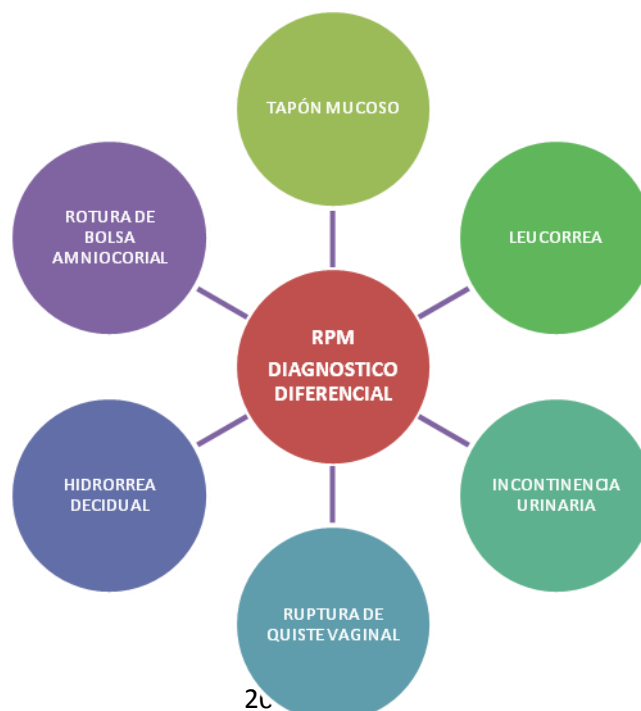 TAPÓN MUCOSO
ROTURA DE
BOLSA
AMNIOCORIAL
LEUCORREA
RPM
DIAGNOSTICO
DIFERENCIAL
HIDRORREA
DECIDUAL
INCONTINENCIA
URINARIA
RUPTURA DE
QUISTE VAGINAL